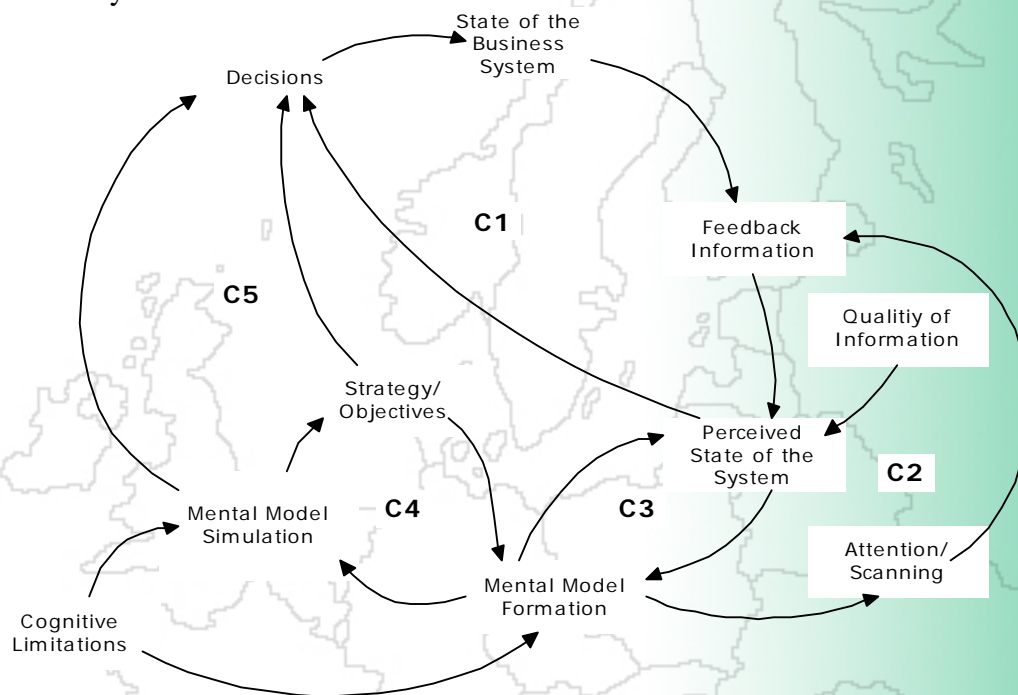 State of the
Business
System
Decisions
C1
Feedback
Information
C5
Qualitiy of
Information
Strategy/
Objectives
Perceived
State of the
System
C2
C4
C3
Mental Model
Simulation
Attention/
Scanning
Mental Model
Formation
Cognitive
Limitations